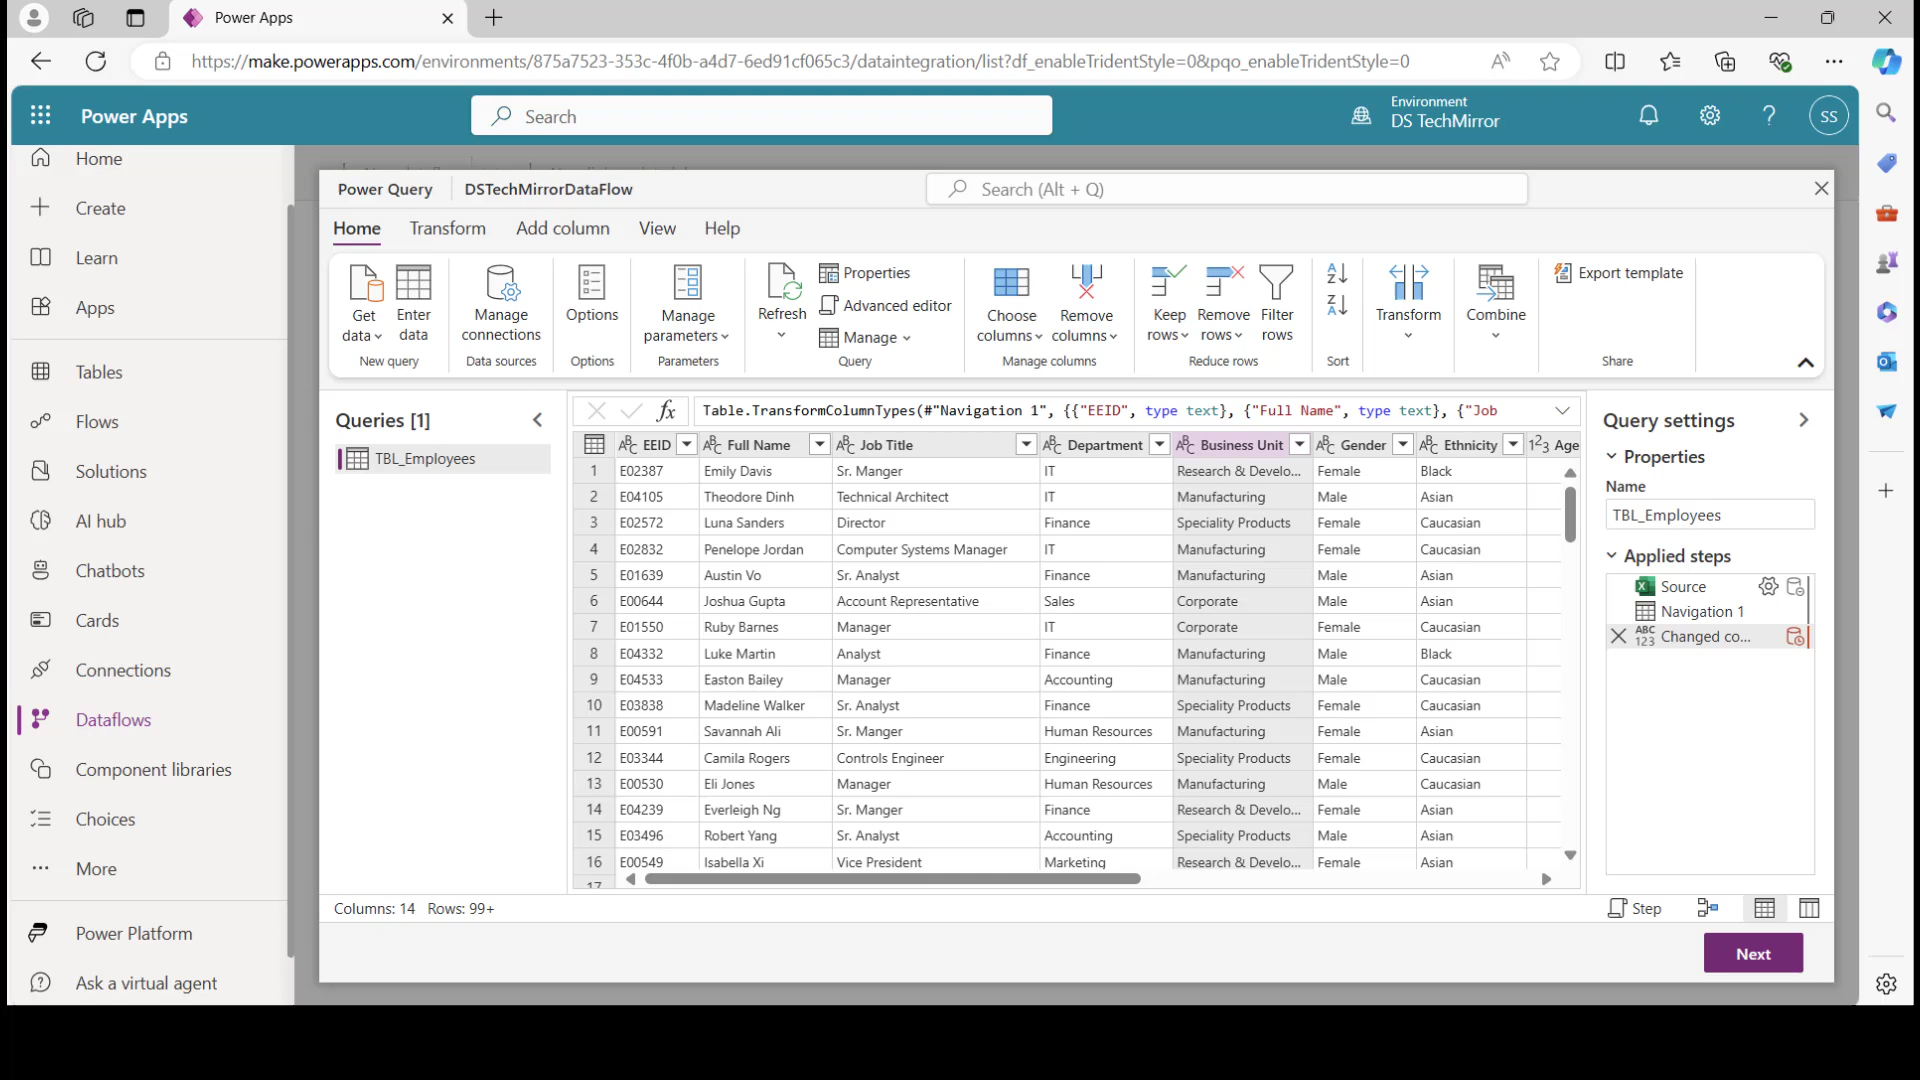 Power Apps
https://make.powerapps.com/environments/875a7523-353c-4f0b-a4d7-6ed91cf065c3/dataintegration/list?df_enableTridentStyle=0&pqo_enableTridentStyle=0
Power Apps
Search
Environment
DS TechMirror
SS
Home
Create
Learn
Apps
Tables
Flows
Solutions
AI hub
Chatbots
Cards
Connections
Dataflows
Component libraries
Choices
More
Power Platform
Ask a virtual agent
Power Query DSTechMirrorDataFlow
Search (Alt + Q)
Home Transform Add column View Help
Get data
Enter data
New query
Manage connections
Data sources
Options
Options
Manage parameters
Parameters
Refresh
Properties
Advanced editor
Manage
Query
Choose columns
Remove columns
Manage columns
Keep rows
Remove rows
Filter rows
Reduce rows
Sort
Transform
Combine
Export template
Share
Queries [1]
TBL_Employees
fx Table.TransformColumnTypes(#"Navigation 1", {{"EEID", type text}, {"Full Name", type text}, {"Job
EEID Full Name Job Title Department Business Unit Gender Ethnicity Age
1 E02387 Emily Davis Sr. Manger IT Research & Develo... Female Black
2 E04105 Theodore Dinh Technical Architect IT Manufacturing Male Asian
3 E02572 Luna Sanders Director Finance Speciality Products Female Caucasian
4 E02832 Penelope Jordan Computer Systems Manager IT Manufacturing Female Caucasian
5 E01639 Austin Vo Sr. Analyst Finance Manufacturing Male Asian
6 E00644 Joshua Gupta Account Representative Sales Corporate Male Asian
7 E01550 Ruby Barnes Manager IT Corporate Female Caucasian
8 E04332 Luke Martin Analyst Finance Manufacturing Male Black
9 E04533 Easton Bailey Manager Accounting Manufacturing Male Caucasian
10 E03838 Madeline Walker Sr. Analyst Finance Speciality Products Female Caucasian
11 E00591 Savannah Ali Sr. Manger Human Resources Manufacturing Female Caucasian
12 E03344 Camila Rogers Controls Engineer Engineering Speciality Products Female Caucasian
13 E00530 Eli Jones Manager Human Resources Manufacturing Male Caucasian
14 E04239 Everleigh Ng Sr. Manger Finance Research & Develo... Female Asian
15 E03496 Robert Yang Sr. Analyst Accounting Speciality Products Male Asian
16 E00549 Isabella Xi Vice President Marketing Research & Develo... Female Asian
17
Columns: 14 Rows: 99+
Query settings
Properties
Name
TBL_Employees
Applied steps
Source
Navigation 1
Changed co...
Step
Next